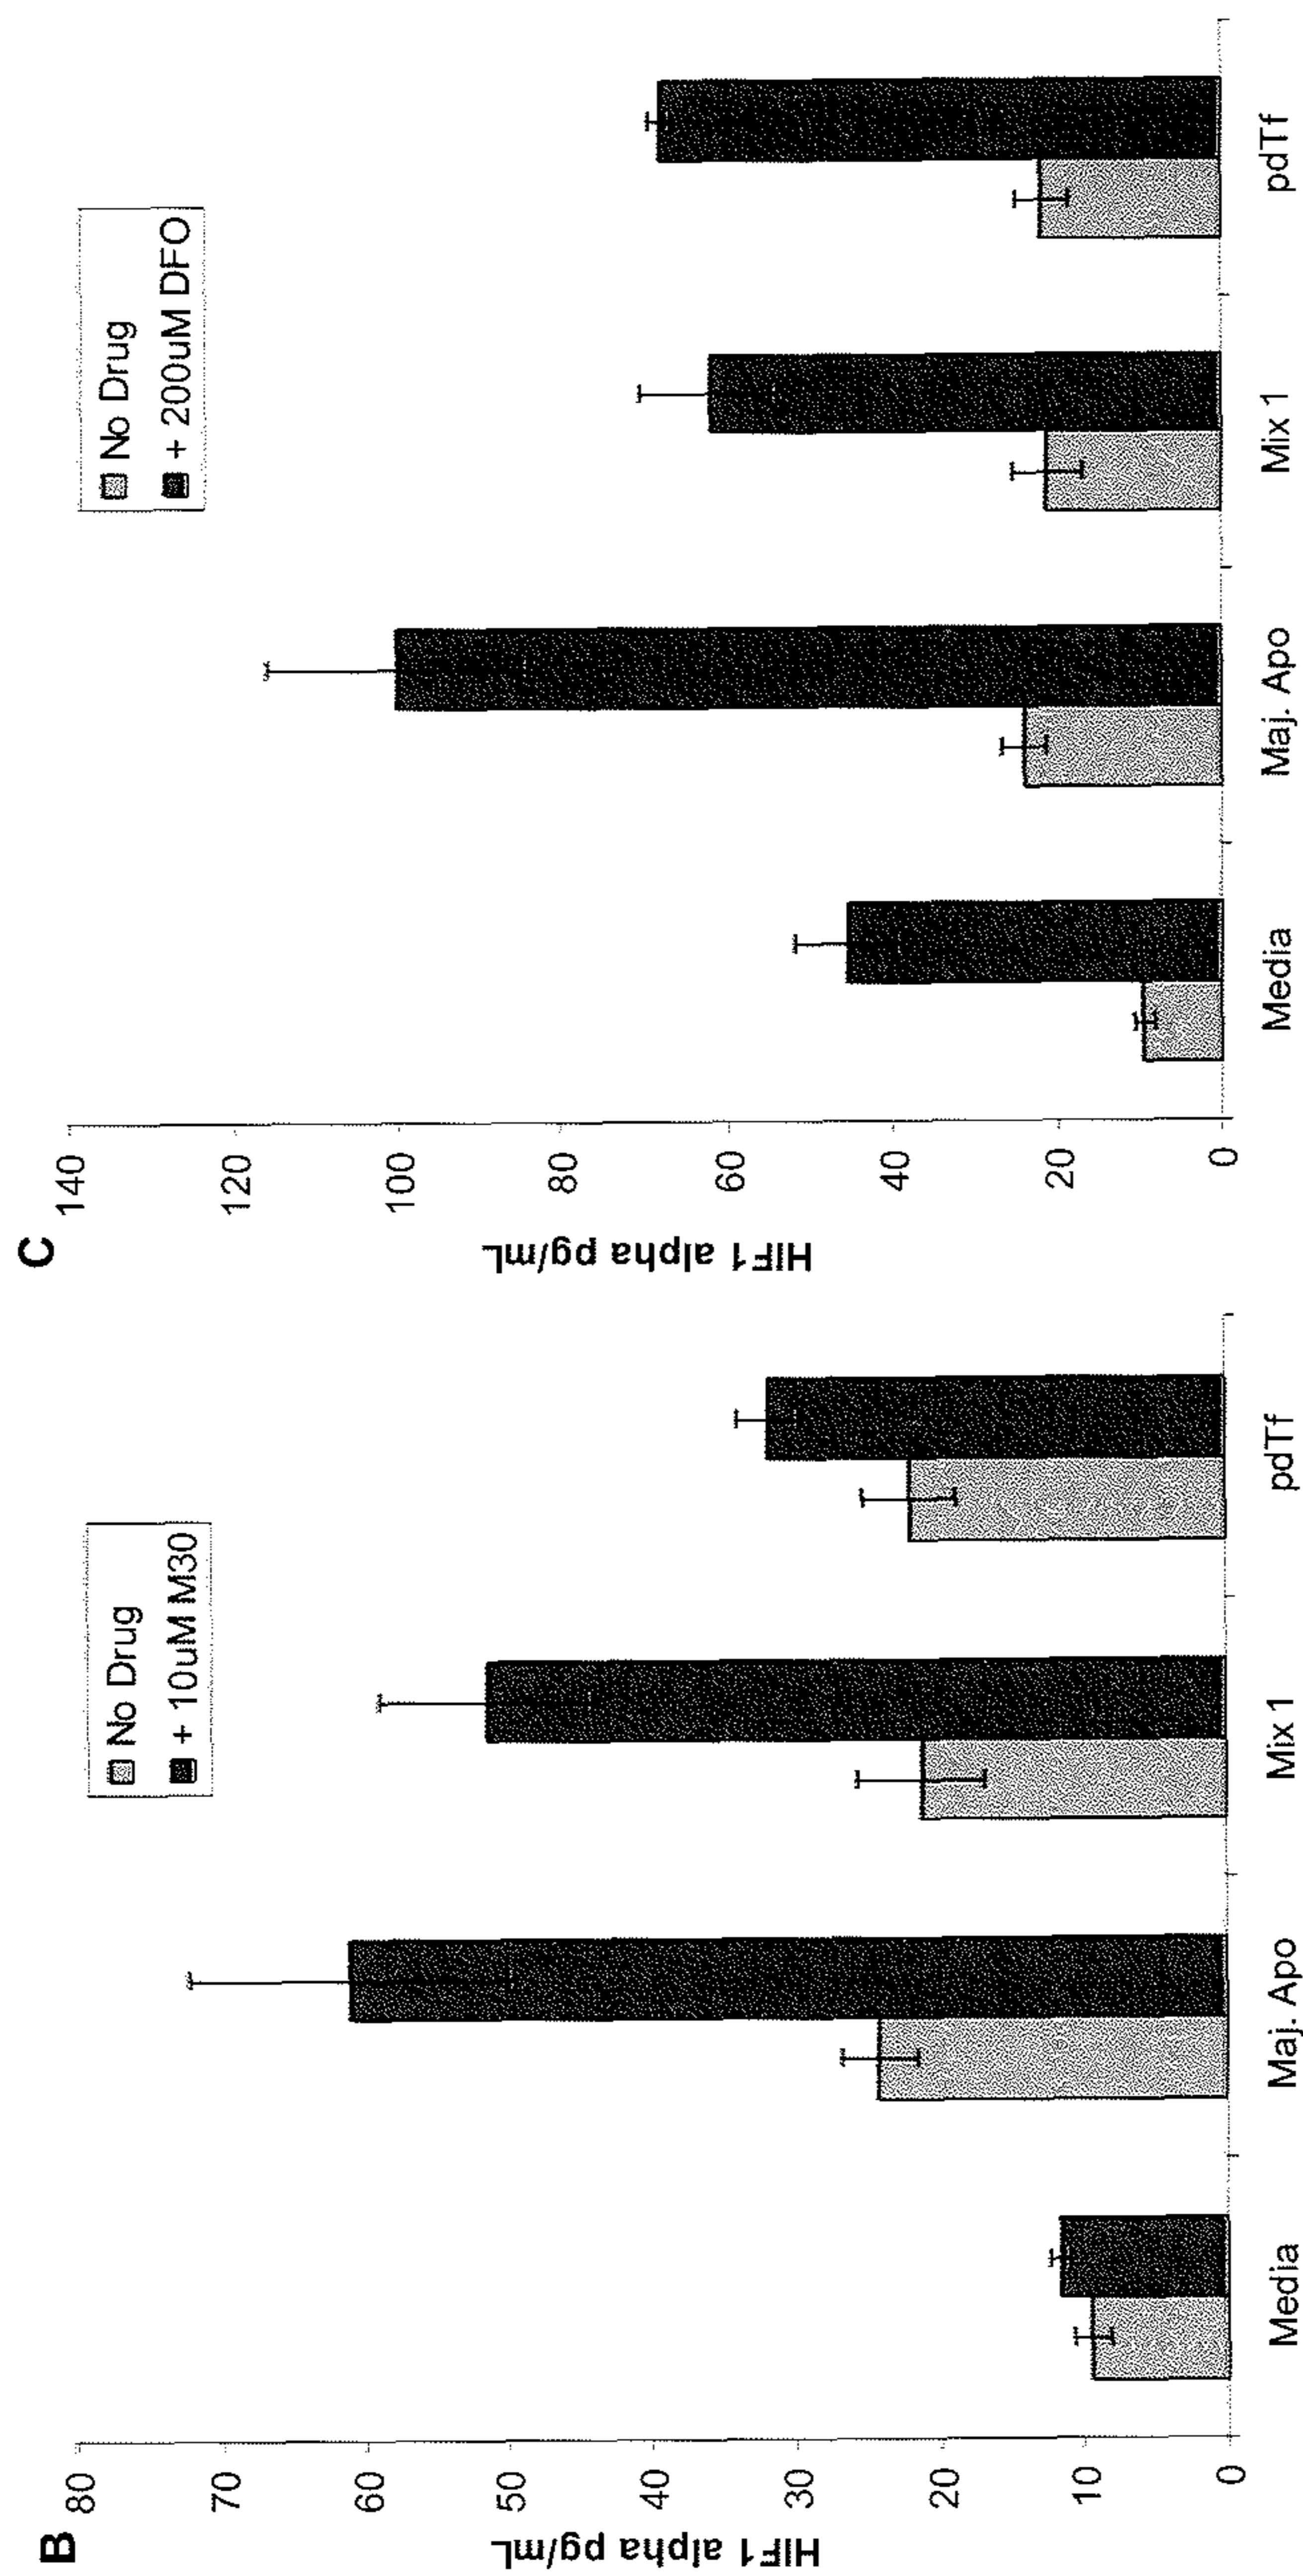 B
HIF1 alpha pg/mL
80
70
60
50
40
30
20
10
0
No Drug
+ 10uM M30
Media
Maj. Apo
Mix 1
pdTf
C
HIF1 alpha pg/mL
140
120
100
80
60
40
20
0
No Drug
+ 200uM DFO
Media
Maj. Apo
Mix 1
pdTf